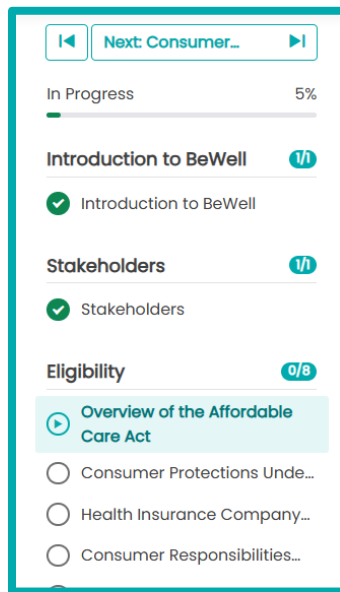 Next: Consumer...
In Progress 5%
Introduction to BeWell 1/1
Introduction to BeWell
Stakeholders 1/1
Stakeholders
Eligibility 0/8
Overview of the Affordable
Care Act
Consumer Protections Unde...
Health Insurance Company...
Consumer Responsibilities...